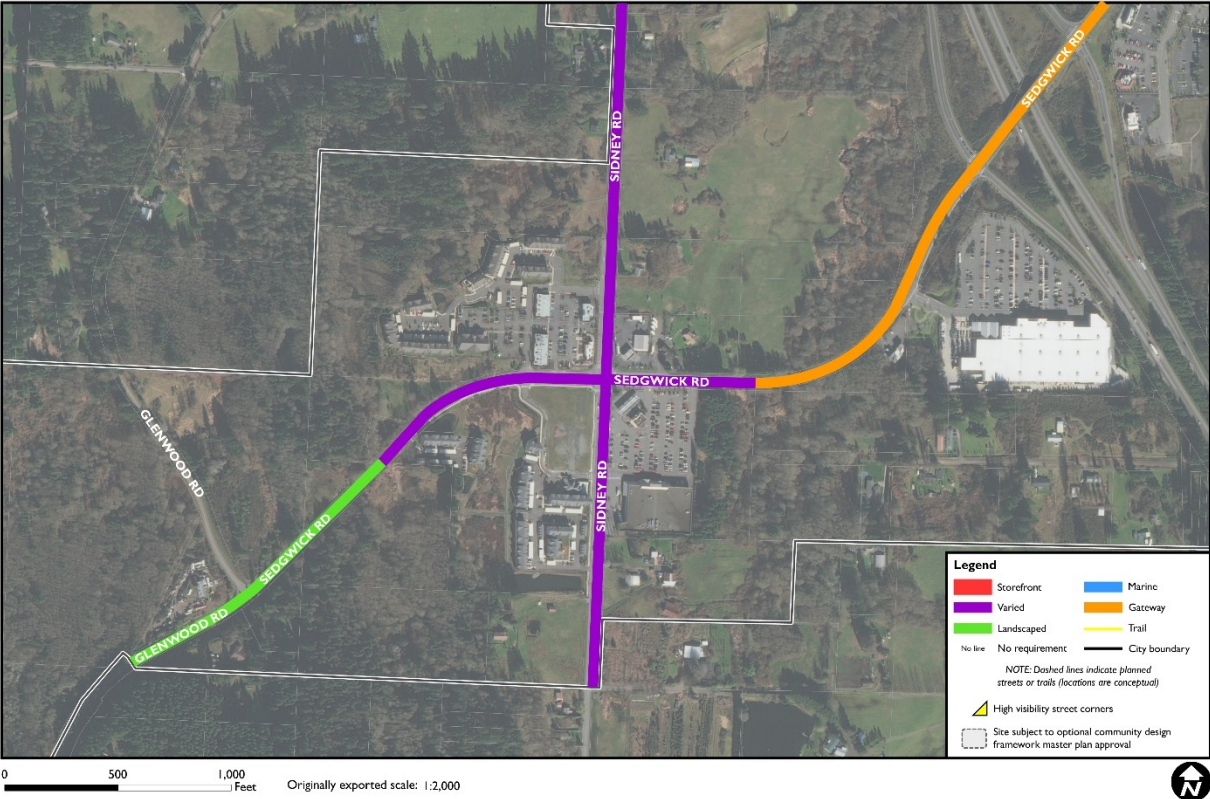 SEDGWICK RD
SIDNEY RD
SEDGWICK RD
GLENWOOD RD
SIDNEY RD
SEDGWICK RD
GLENWOOD RD
Legend
Storefront
Marine
Varied
Gateway
Landscaped
Trail
No line
No requirement
City boundary
NOTE: Dashed lines indicate planned
streets or trails (locations are conceptual)
High visibility street corners
Site subject to optional community design
framework master plan approval
0 500 1,000
Feet
Originally exported scale: 1:2,000
N